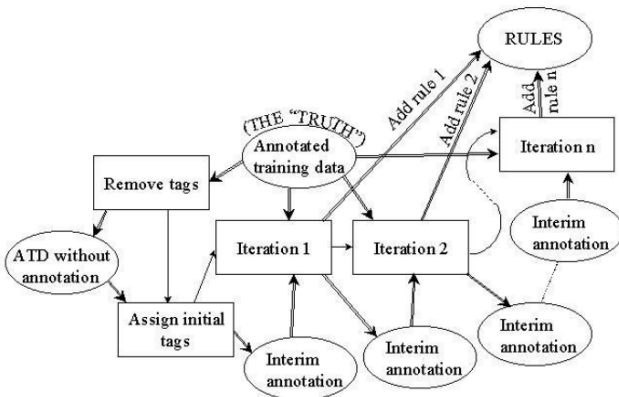 RULES
Add rule 1
Add rule 2
Add
rule n
(THE "TRUTH")
Annotated
training data
Iteration n
Remove tags
Interim
annotation
ATD without
annotation
Iteration 1
Iteration 2
Assign initial
tags
Interim
annotation
Interim
annotation
Interim
annotation